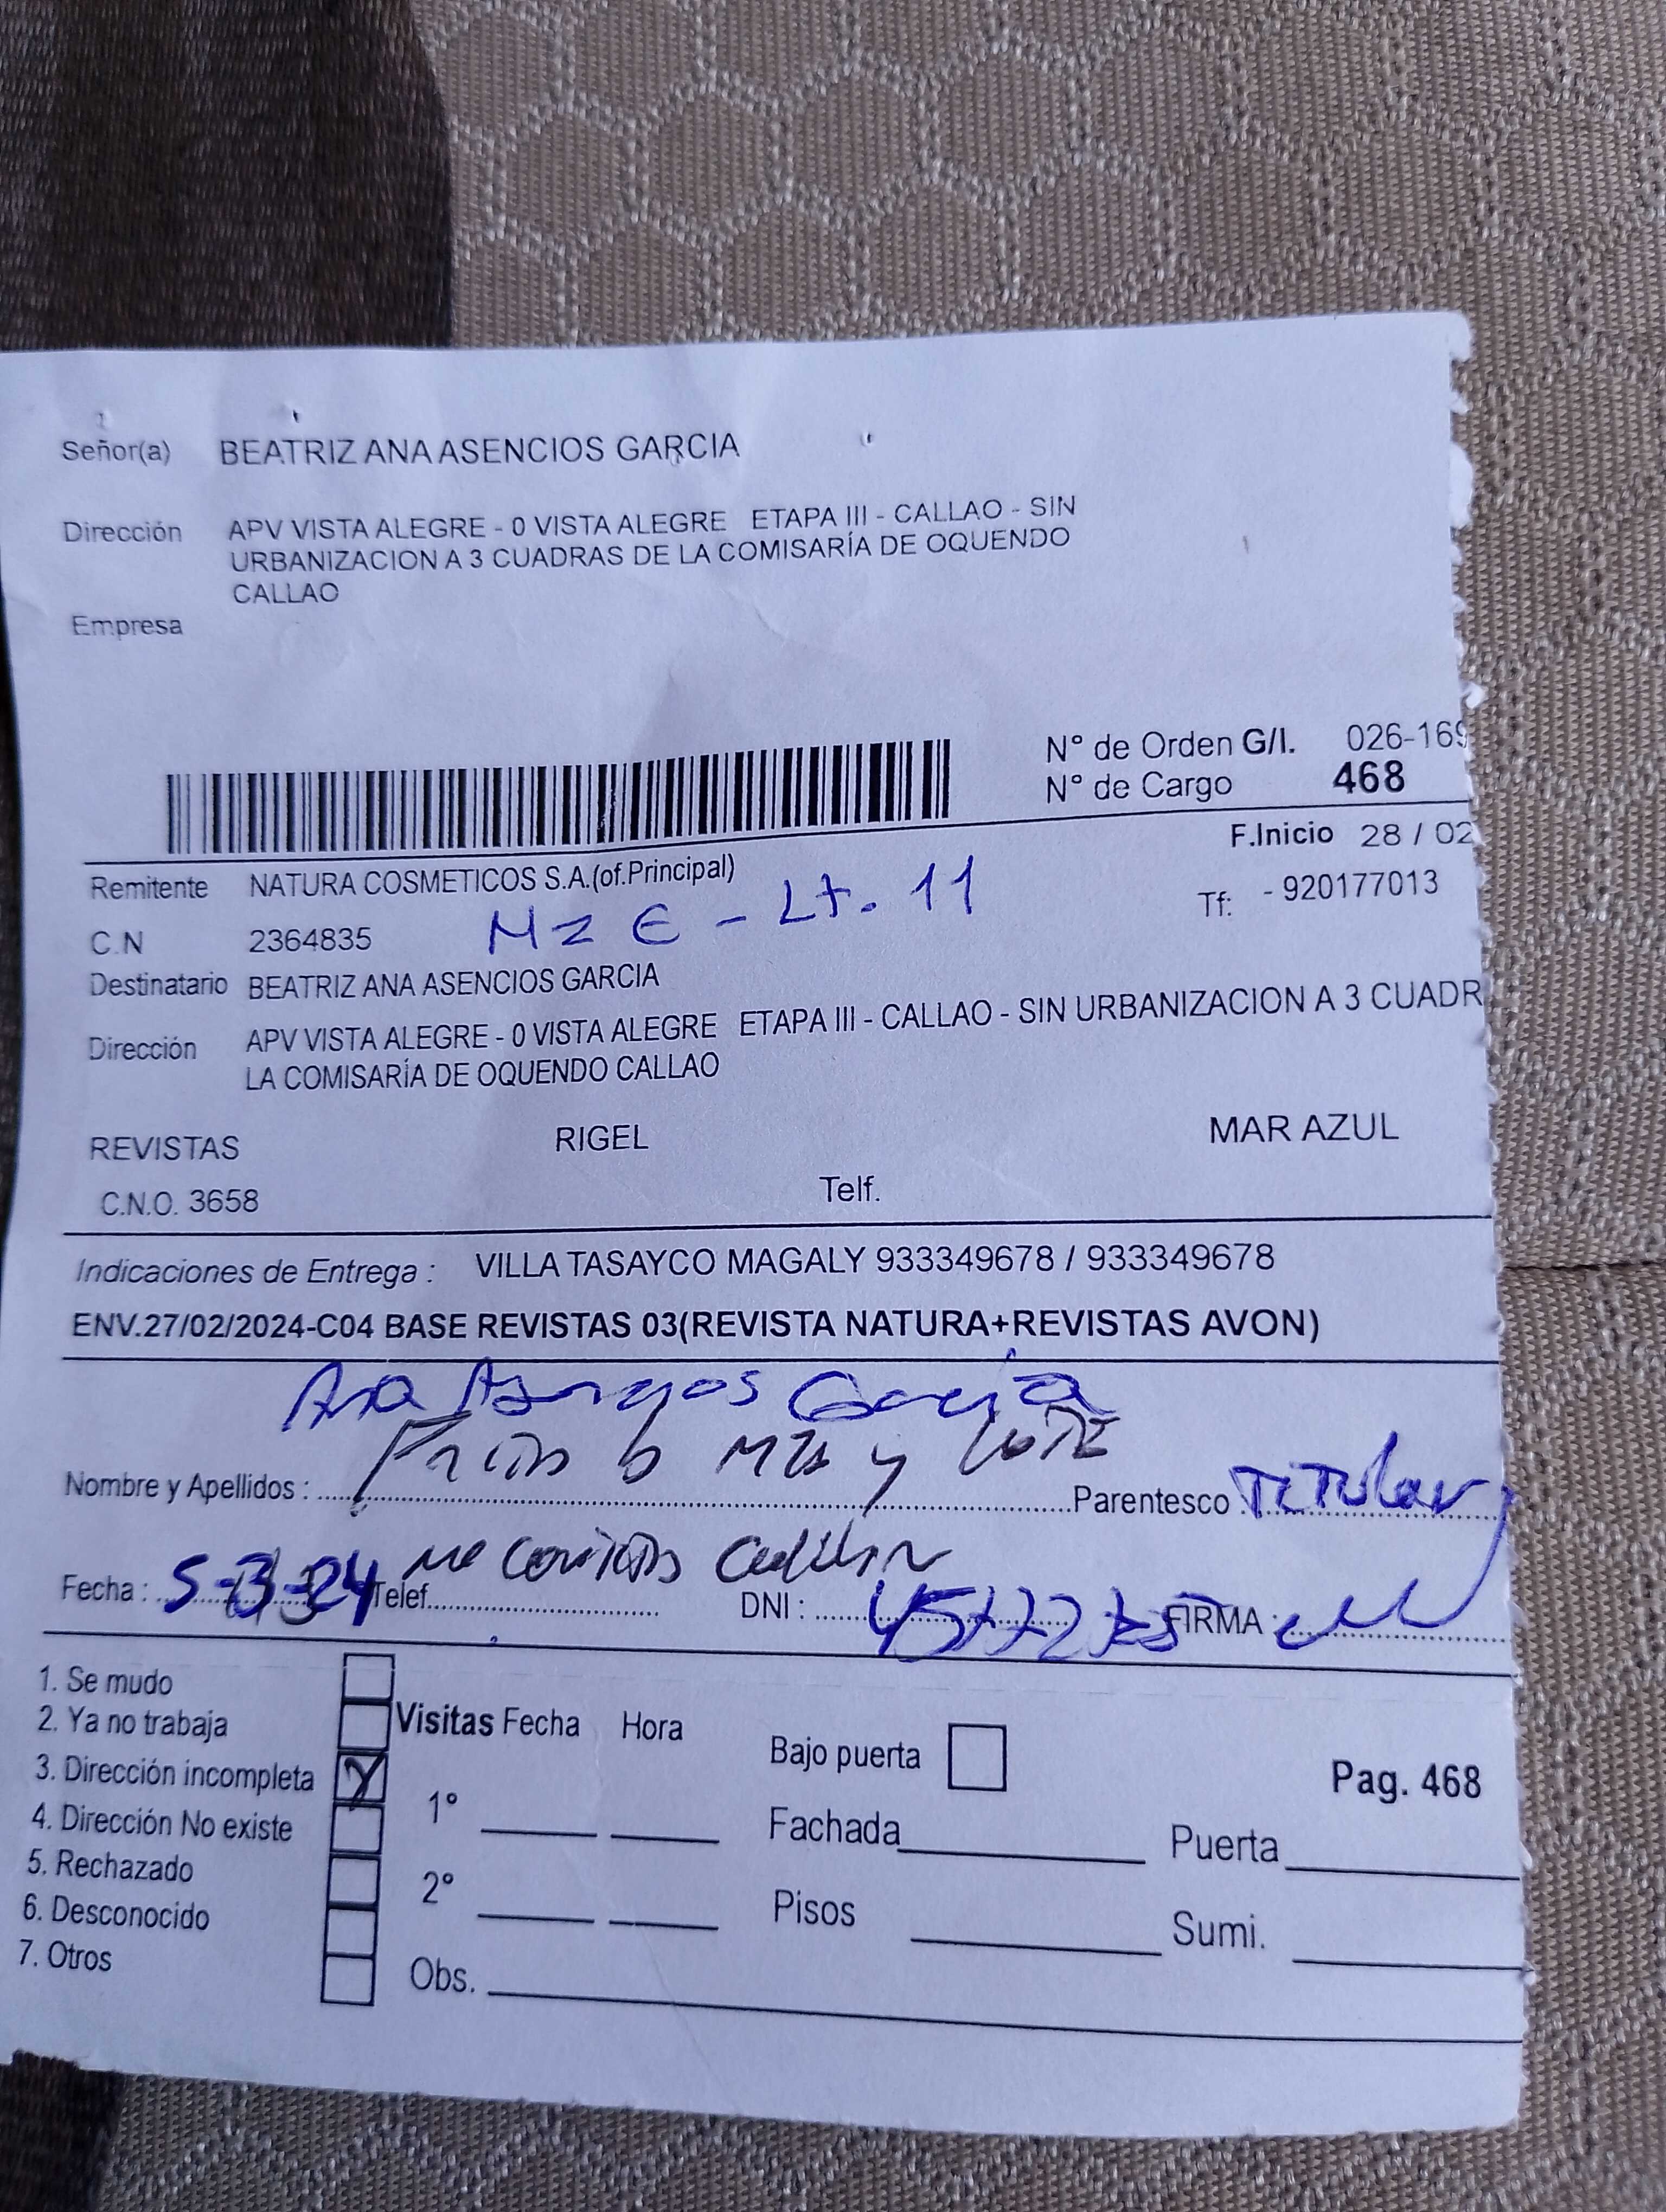 Señor(a) BEATRIZ ANA ASENCIOS GARCIA
Dirección APV VISTA ALEGRE - 0 VISTA ALEGRE ETAPA III - CALLAO - SIN
URBANIZACION A 3 CUADRAS DE LA COMISARÍA DE OQUENDO
CALLAO
Empresa
N° de Orden G/I. 026-169
N° de Cargo 468
F.Inicio 28 / 02
Remitente NATURA COSMETICOS S.A.(of.Principal)
Tf: - 920177013
C.N 2364835
Mz E - Lt. 11
Destinatario BEATRIZ ANA ASENCIOS GARCIA
Dirección APV VISTA ALEGRE - 0 VISTA ALEGRE ETAPA III - CALLAO - SIN URBANIZACION A 3 CUADR
LA COMISARÍA DE OQUENDO CALLAO
REVISTAS RIGEL MAR AZUL
C.N.O. 3658 Telf.
Indicaciones de Entrega : VILLA TASAYCO MAGALY 933349678 / 933349678
ENV.27/02/2024-C04 BASE REVISTAS 03(REVISTA NATURA+REVISTAS AVON)
Ana Asencios Garcia
Nombre y Apellidos : Parentesco : Titular
Fecha : 5-3-24 Telef. DNI : FIRMA :
1. Se mudo
2. Ya no trabaja
3. Dirección incompleta X
4. Dirección No existe
5. Rechazado
6. Desconocido
7. Otros
Visitas Fecha Hora
1°
2°
Obs.
Bajo puerta
Fachada
Pisos
Pag. 468
Puerta
Sumi.